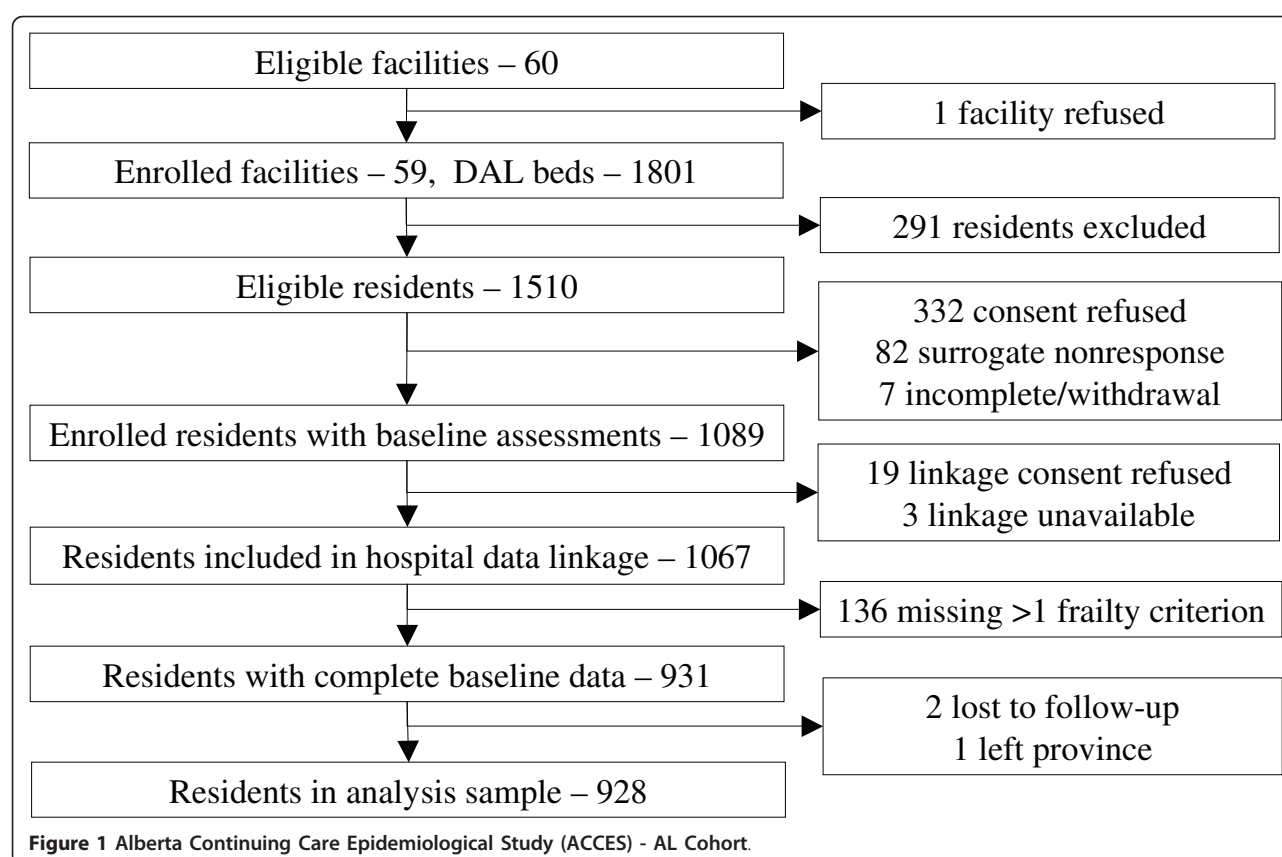 Eligible facilities – 60
1 facility refused
Enrolled facilities – 59, DAL beds – 1801
291 residents excluded
Eligible residents – 1510
332 consent refused
82 surrogate nonresponse
7 incomplete/withdrawal
Enrolled residents with baseline assessments – 1089
19 linkage consent refused
3 linkage unavailable
Residents included in hospital data linkage – 1067
136 missing >1 frailty criterion
Residents with complete baseline data – 931
2 lost to follow-up
1 left province
Residents in analysis sample – 928
Figure 1 Alberta Continuing Care Epidemiological Study (ACCES) - AL Cohort.